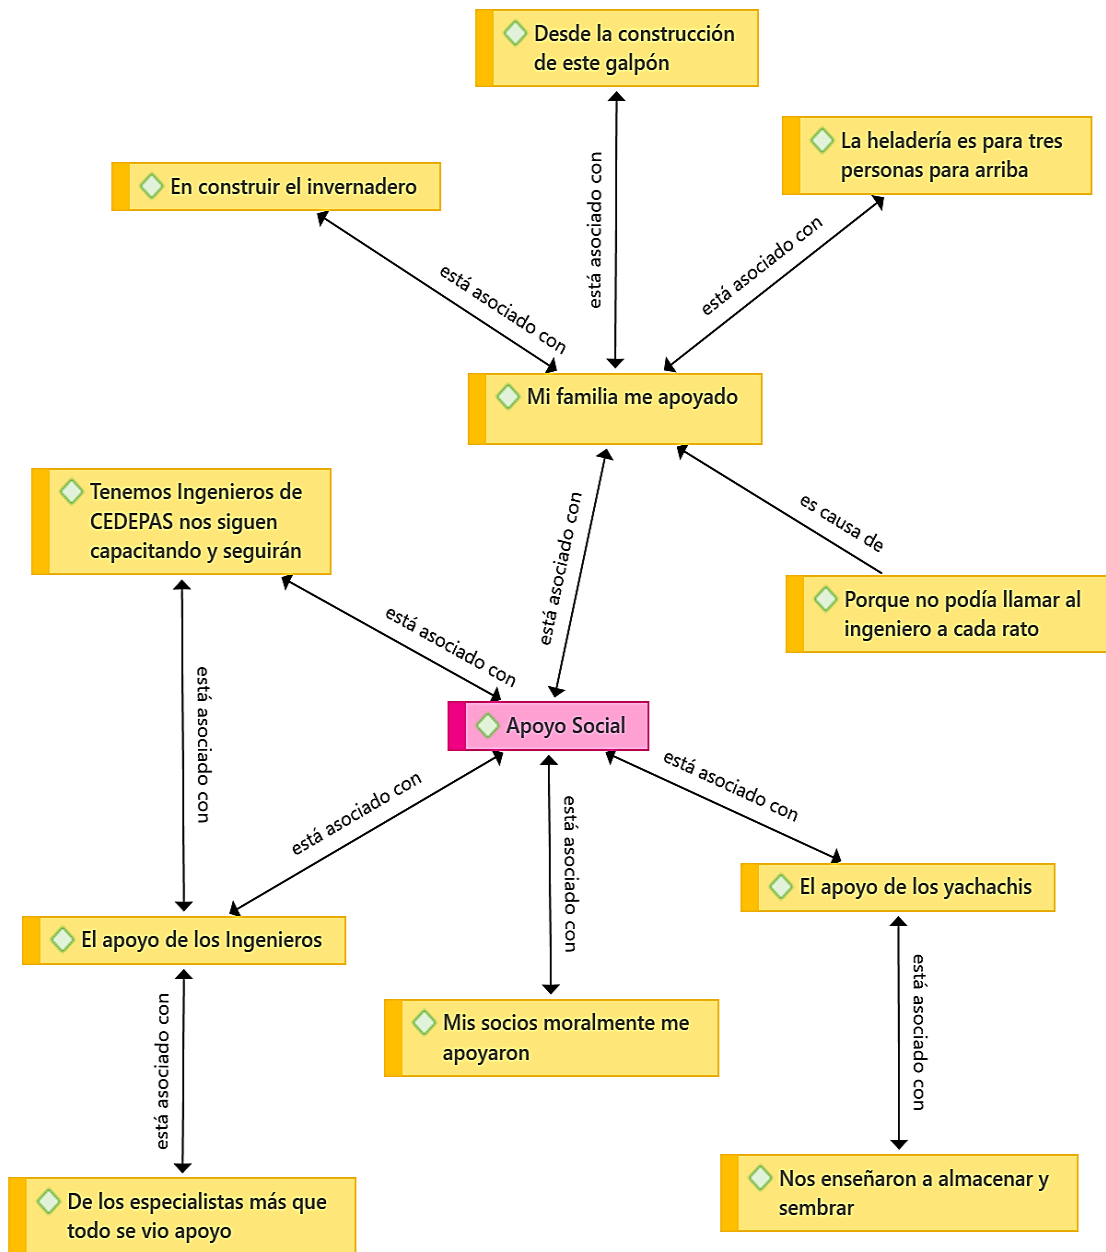 Desde la construcción
de este galpón
La heladería es para tres
personas para arriba
En construir el invernadero
está asociado con
está asociado con
está asociado con
Mi familia me apoyado
Tenemos Ingenieros de
CEDEPAS nos siguen
capacitando y seguirán
está asociado con
es causa de
Porque no podía llamar al
ingeniero a cada rato
está asociado con
está asociado con
Apoyo Social
está asociado con
está asociado con
está asociado con
El apoyo de los yachachis
El apoyo de los Ingenieros
está asociado con
está asociado con
Mis socios moralmente me
apoyaron
Nos enseñaron a almacenar y
sembrar
De los especialistas más que
todo se vio apoyo